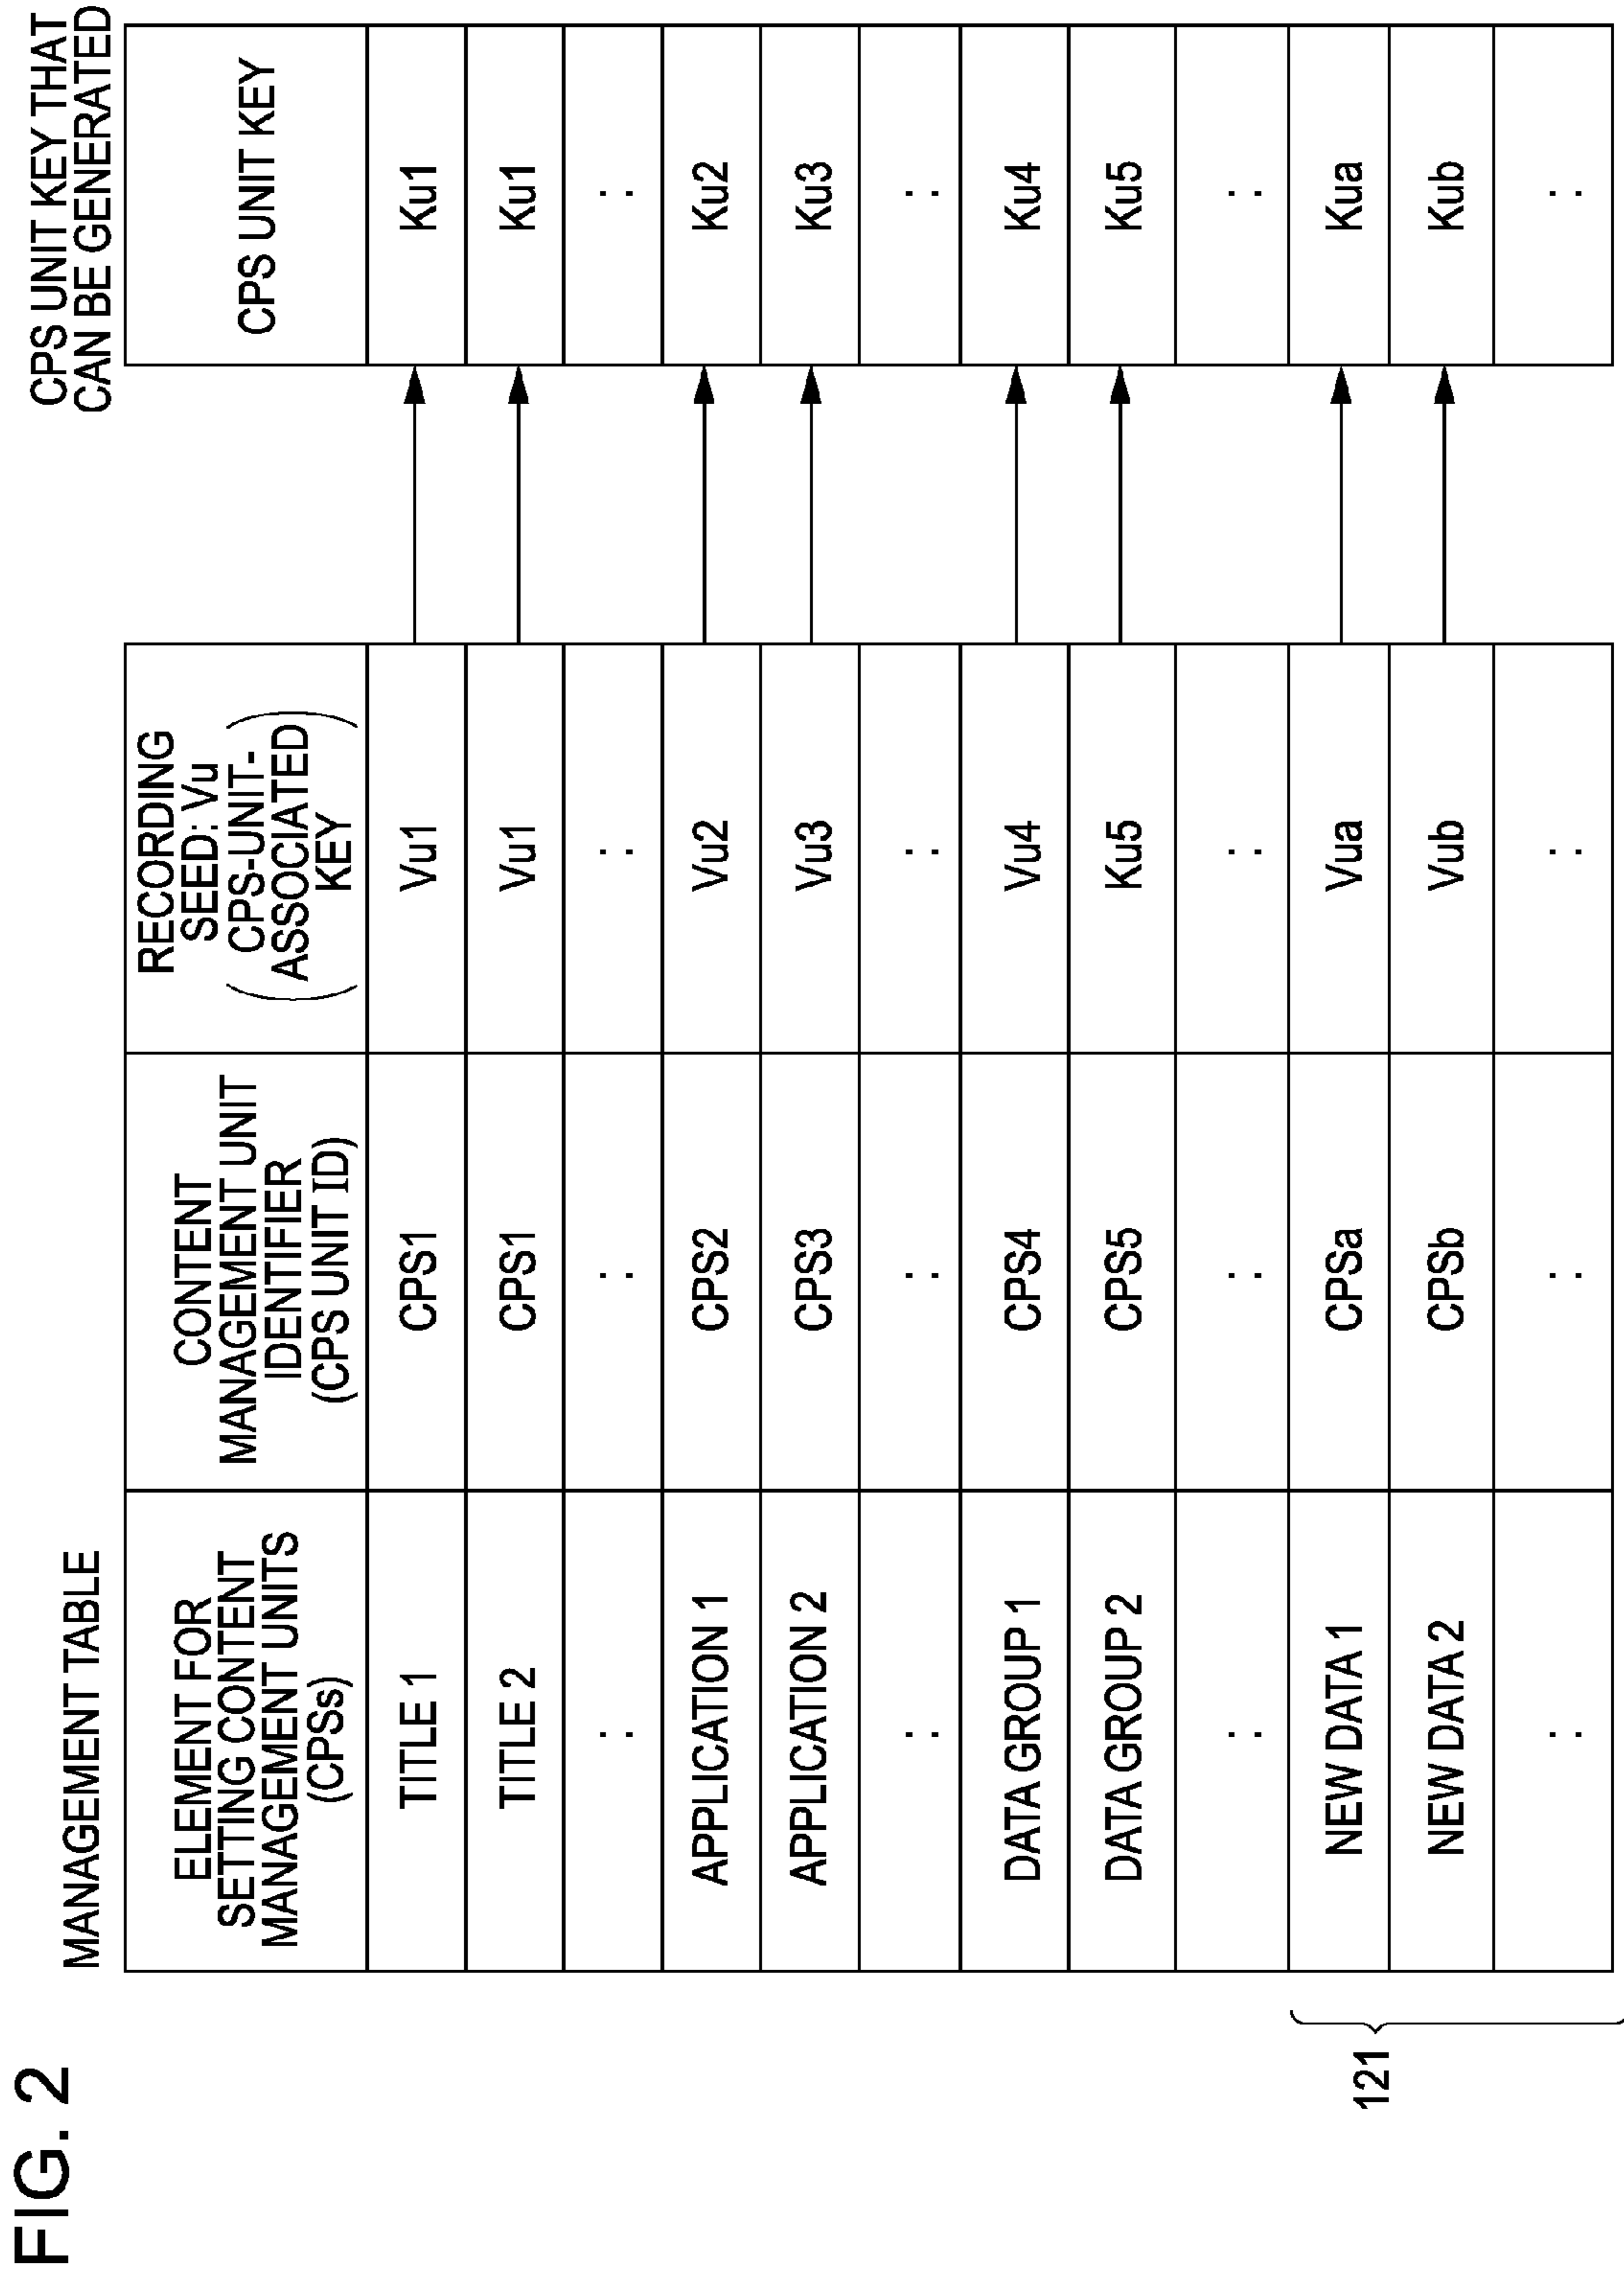 FIG. 2
MANAGEMENT TABLE
ELEMENT FOR
SETTING CONTENT
MANAGEMENT UNITS
(CPSs)
CONTENT
MANAGEMENT UNIT
IDENTIFIER
(CPS UNIT ID)
RECORDING
SEED: Vu
(CPS-UNIT-
ASSOCIATED
KEY)
CPS UNIT KEY THAT
CAN BE GENERATED
CPS UNIT KEY
TITLE 1 CPS1 Vu1 Ku1
TITLE 2 CPS1 Vu1 Ku1
: : : :
APPLICATION 1 CPS2 Vu2 Ku2
APPLICATION 2 CPS3 Vu3 Ku3
: : : :
DATA GROUP 1 CPS4 Vu4 Ku4
DATA GROUP 2 CPS5 Ku5 Ku5
: : : :
121
NEW DATA 1 CPSa Vua Kua
NEW DATA 2 CPSb Vub Kub
: : : :